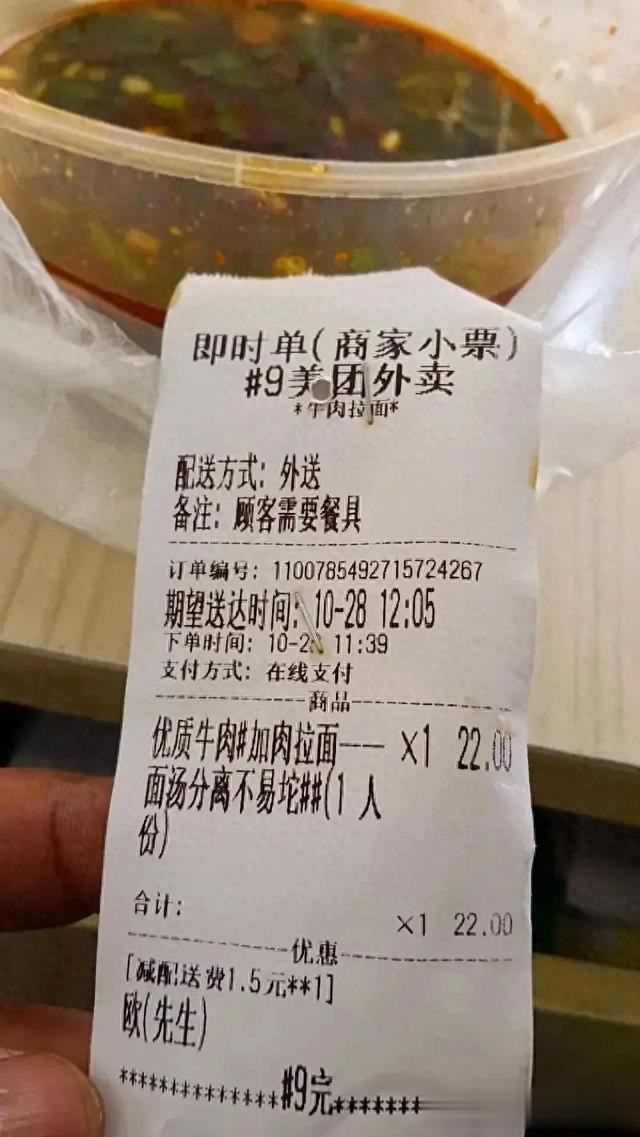 即时单(商家小票)
#9美团外卖
*牛肉拉面*
配送方式: 外送
备注: 顾客需要餐具
订单编号: 1100785492715724267
期望送达时间: 10-28 12:05
下单时间: 10-28 11:39
支付方式: 在线支付
商品
优质牛肉#加肉拉面—— ×1 22.00
面汤分离不易坨##(1 人
份)
合计: ×1 22.00
优惠
[减配送费1.5元**1]
欧(先生)
**************#9完********